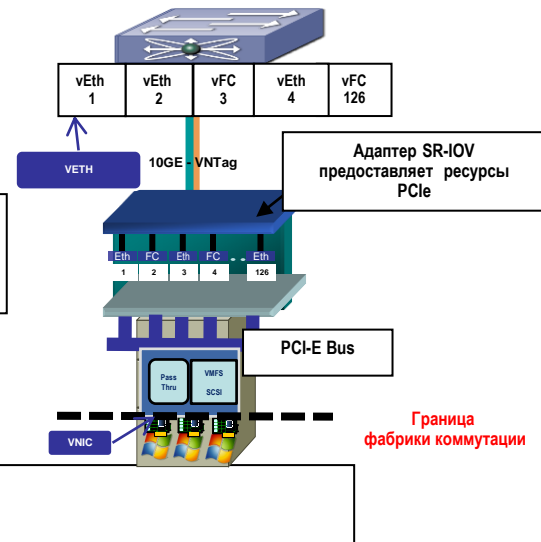 vEth vEth vFC vEth vFC
1 2 3 4 126
VETH
10GE - VNTag
Адаптер SR-IOV
предоставляет ресурсы
PCIe
Eth FC Eth FC Eth
1 2 3 4 126
PCI-E Bus
Pass
Thru
VMFS
SCSI
VNIC
Граница
фабрики коммутации